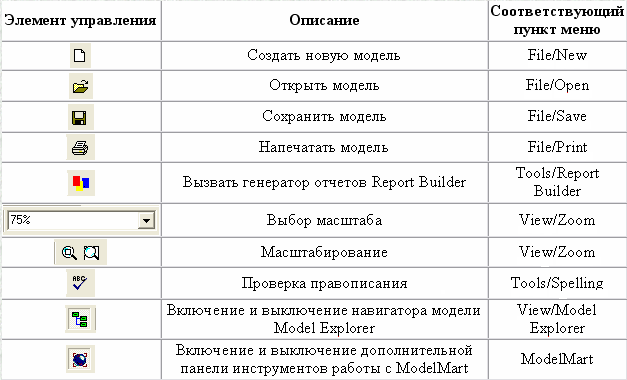 Элемент управления Описание Соответствующий
пункт меню
Создать новую модель File/New
Открыть модель File/Open
Сохранить модель File/Save
Напечатать модель File/Print
Вызвать генератор отчетов Report Builder Tools/Report
Builder
75% Выбор масштаба View/Zoom
Масштабирование View/Zoom
ABC Проверка правописания Tools/Spelling
Включение и выключение навигатора модели View/Model
Model Explorer Explorer
Включение и выключение дополнительной ModelMart
панели инструментов работы с ModelMart